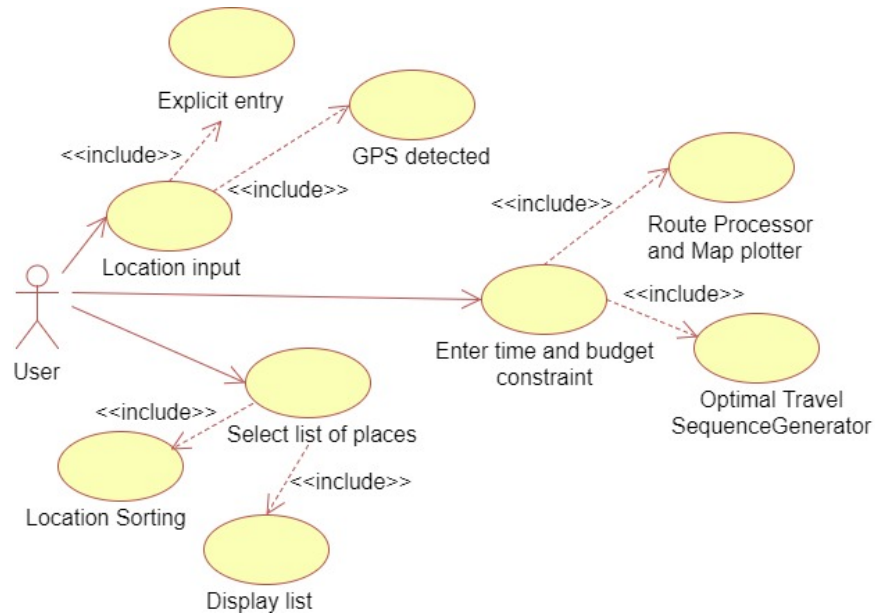 Explicit entry
<<include>>
GPS detected
<<include>>
Location input
<<include>>
Route Processor
and Map plotter
<<include>>
User
Enter time and budget
constraint
Optimal Travel
SequenceGenerator
<<include>>
Select list of places
<<include>>
Location Sorting
Display list